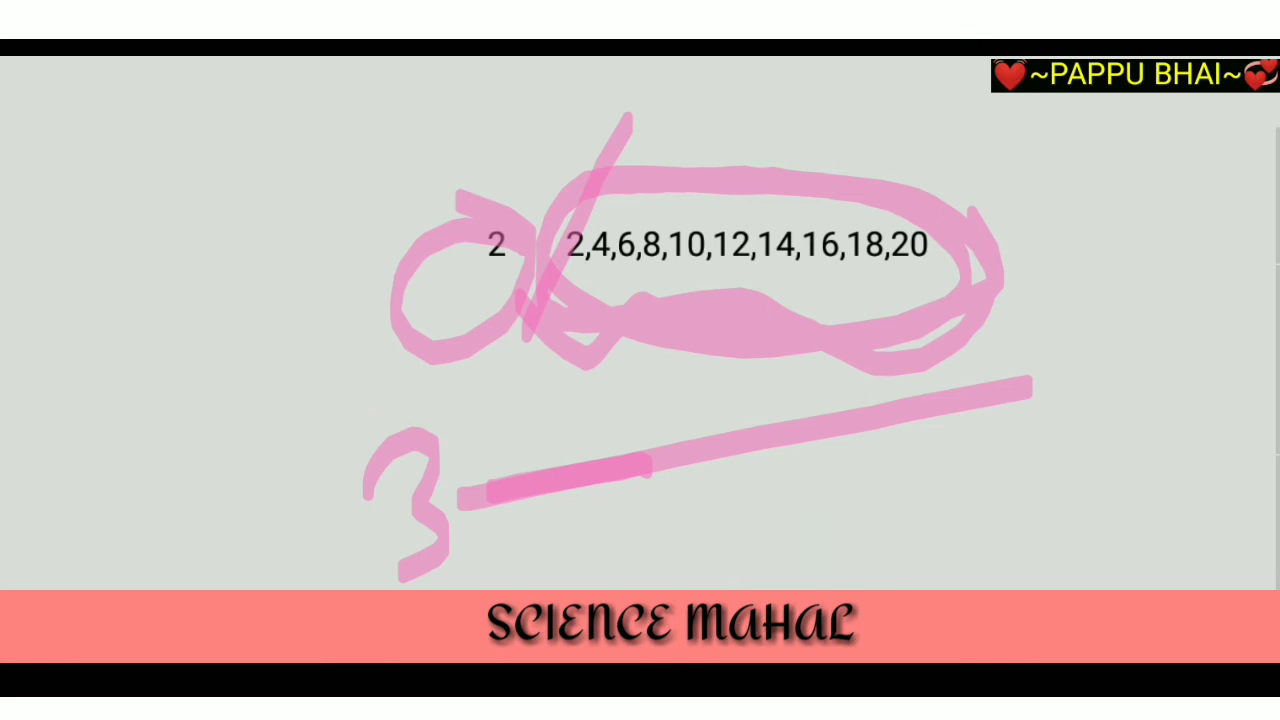 ❤️~PAPPU BHAI~💞
2 2,4,6,8,10,12,14,16,18,20
3
SCIENCE MAHAL